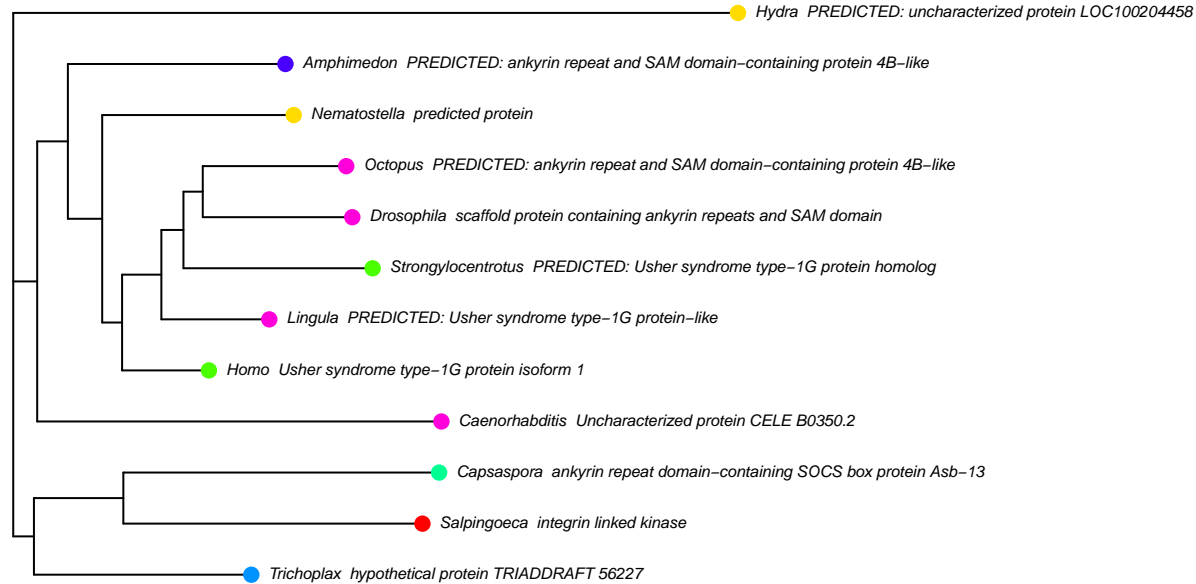 Hydra PREDICTED: uncharacterized protein LOC100204458
Amphimedon PREDICTED: ankyrin repeat and SAM domain−containing protein 4B−like
Nematostella predicted protein
Octopus PREDICTED: ankyrin repeat and SAM domain−containing protein 4B−like
Drosophila scaffold protein containing ankyrin repeats and SAM domain
Strongylocentrotus PREDICTED: Usher syndrome type−1G protein homolog
Lingula PREDICTED: Usher syndrome type−1G protein−like
Homo Usher syndrome type−1G protein isoform 1
Caenorhabditis Uncharacterized protein CELE B0350.2
Capsaspora ankyrin repeat domain−containing SOCS box protein Asb−13
Salpingoeca integrin linked kinase
Trichoplax hypothetical protein TRIADDRAFT 56227